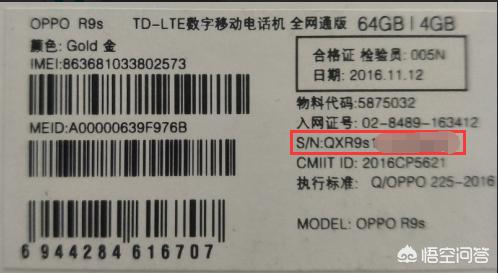 OPPO R9s TD-LTE数字移动电话机 全网通版 64GB | 4GB
颜色: Gold 金
IMEI:863681033802573
合格证 检验员: 005N
日期: 2016.11.12
物料代码:5875032
MEID:A00000639F976B
入网证号: 02-8489-163412
S/N:QXR9s1
CMIIT ID: 2016CP5621
执行标准: Q/OPPO 225-2016
MODEL: OPPO R9s
6 944284 616707
悟空问答